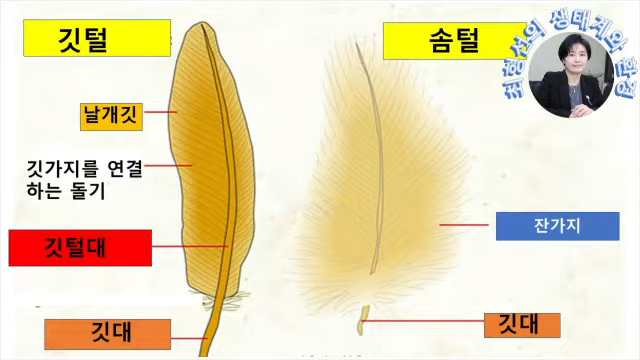 깃털
솜털
최형선의 생태계와 환경
날개깃
깃가지를 연결
하는 돌기
깃털대
잔가지
깃대
깃대